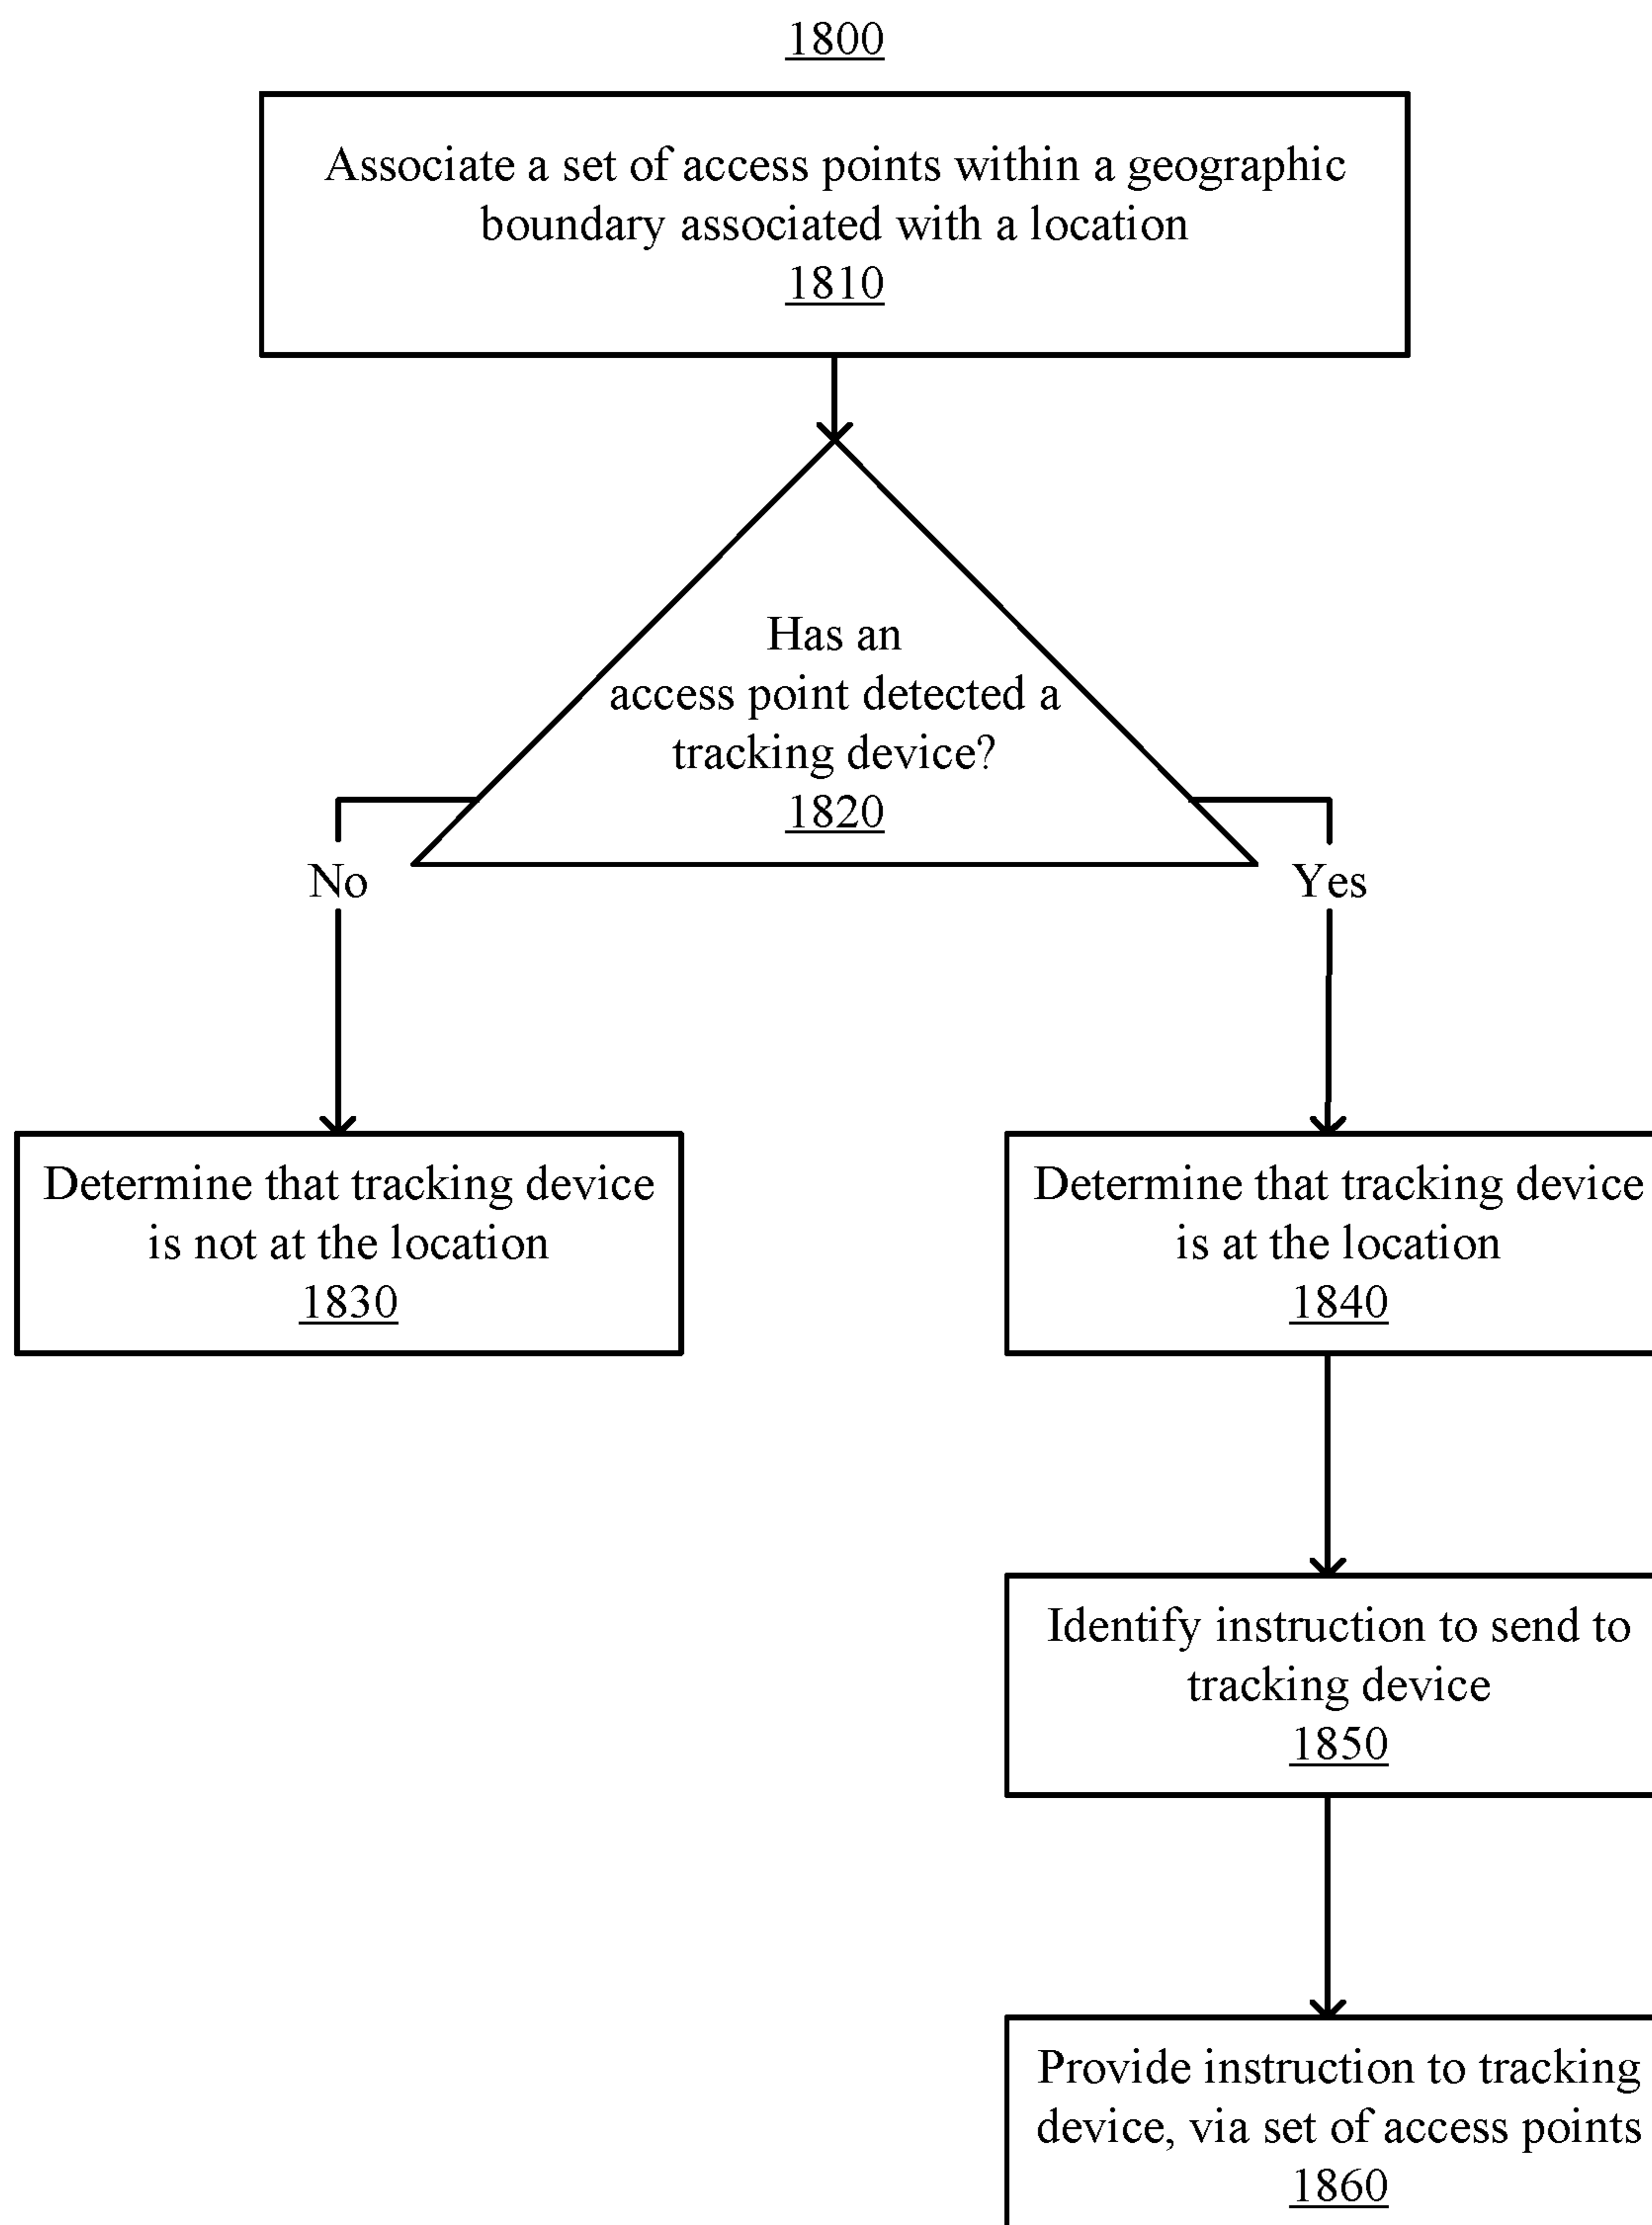 1800
Associate a set of access points within a geographic
boundary associated with a location
1810
Has an
access point detected a
tracking device?
1820
No
Yes
Determine that tracking device
is not at the location
1830
Determine that tracking device
is at the location
1840
Identify instruction to send to
tracking device
1850
Provide instruction to tracking
device, via set of access points
1860